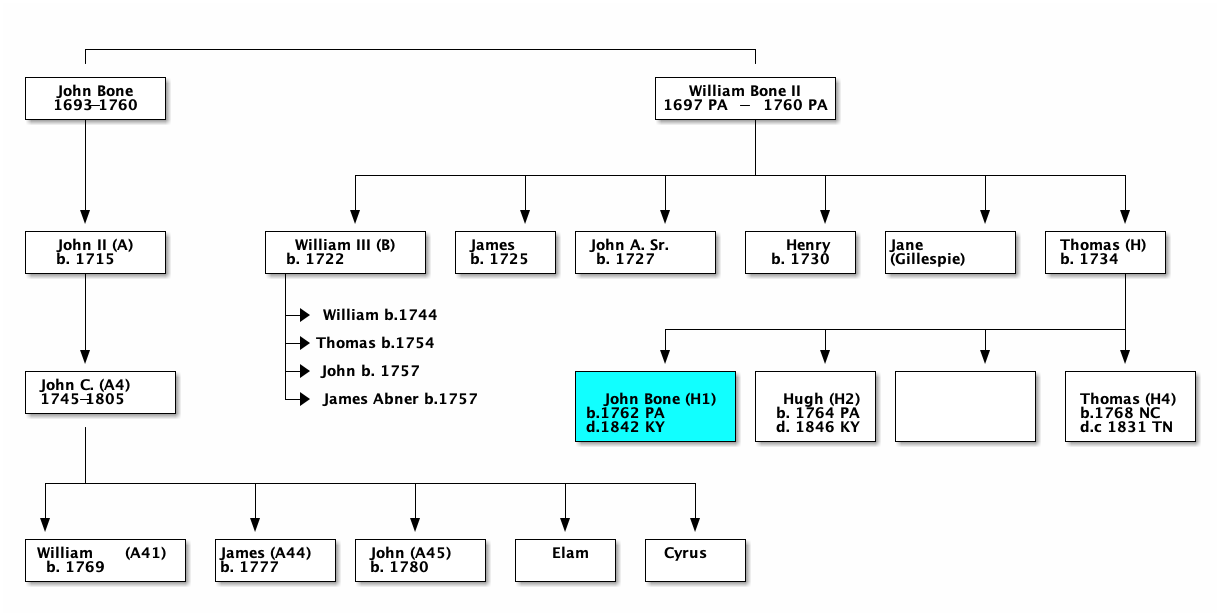 John Bone
1693–1760
William Bone II
1697 PA – 1760 PA
John II (A)
b. 1715
William III (B)
b. 1722
James
b. 1725
John A. Sr.
b. 1727
Henry
b. 1730
Jane
(Gillespie)
Thomas (H)
b. 1734
William b.1744
Thomas b.1754
John b. 1757
James Abner b.1757
John C. (A4)
1745–1805
John Bone (H1)
b.1762 PA
d.1842 KY
Hugh (H2)
b. 1764 PA
d. 1846 KY
Thomas (H4)
b.1768 NC
d.c 1831 TN
William (A41)
b. 1769
James (A44)
b. 1777
John (A45)
b. 1780
Elam
Cyrus